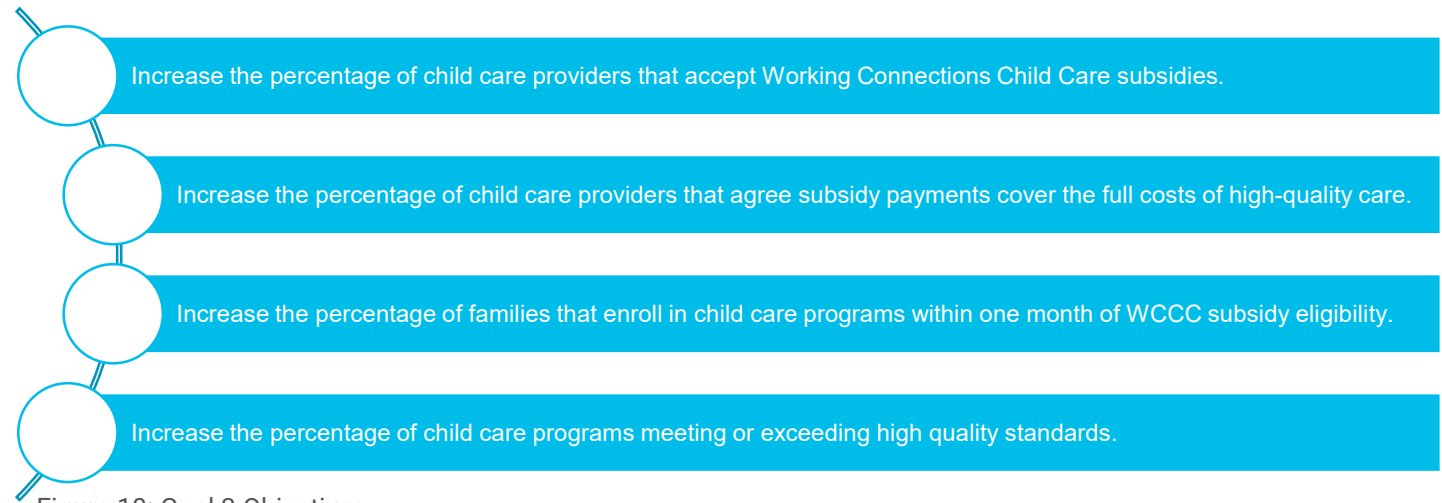 Increase the percentage of child care providers that accept Working Connections Child Care subsidies.
Increase the percentage of child care providers that agree subsidy payments cover the full costs of high-quality care.
Increase the percentage of families that enroll in child care programs within one month of WCCC subsidy eligibility.
Increase the percentage of child care programs meeting or exceeding high quality standards.